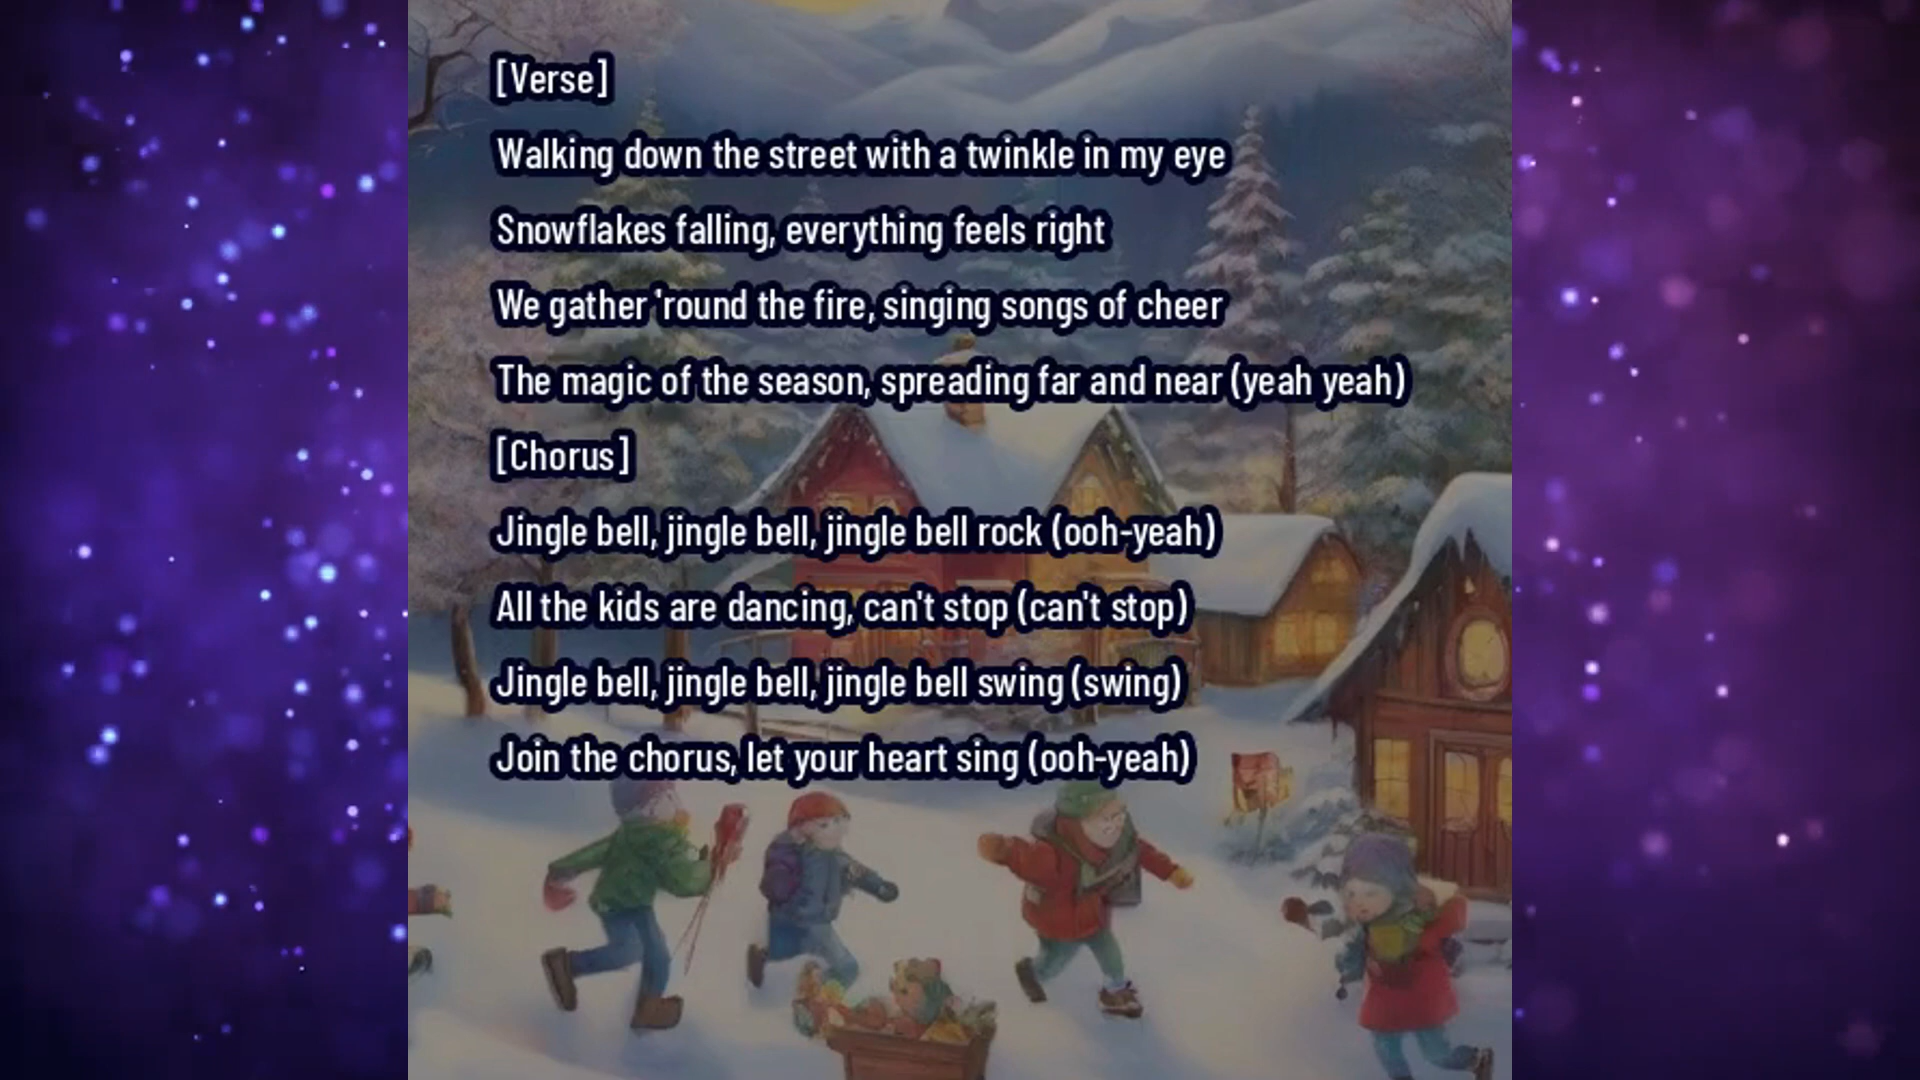 [Verse]
Walking down the street with a twinkle in my eye
Snowflakes falling, everything feels right
We gather 'round the fire, singing songs of cheer
The magic of the season, spreading far and near (yeah yeah)
[Chorus]
Jingle bell, jingle bell, jingle bell rock (ooh-yeah)
All the kids are dancing, can't stop (can't stop)
Jingle bell, jingle bell, jingle bell swing (swing)
Join the chorus, let your heart sing (ooh-yeah)